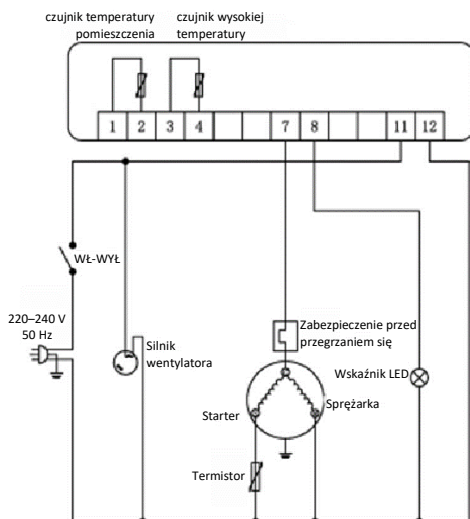 czujnik temperatury
pomieszczenia
czujnik wysokiej
temperatury
1 2 3 4 7 8 11 12
WŁ-WYŁ
220–240 V
50 Hz
Silnik
wentylatora
Zabezpieczenie przed
przegrzaniem się
Wskaźnik LED
Starter
Sprężarka
Termistor